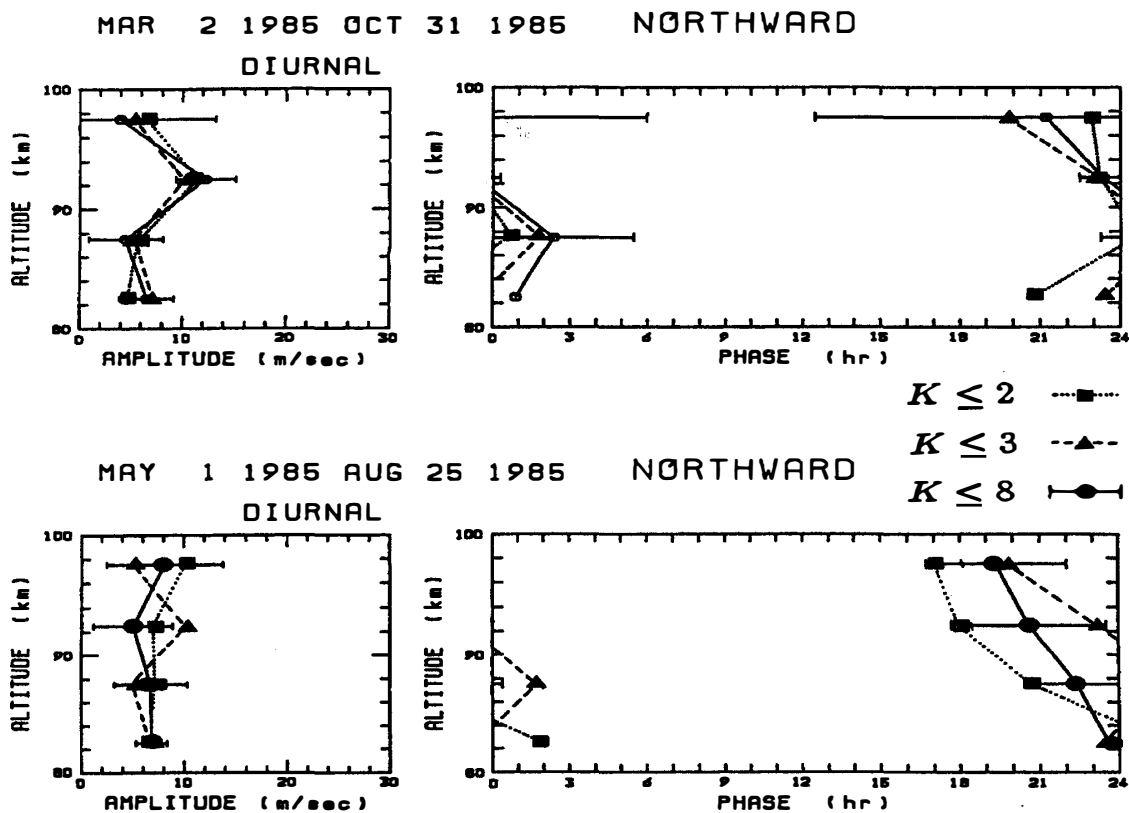 MAR 2 1985 OCT 31 1985 NORTHWARD
DIURNAL
100
90
80
ALTITUDE (km)
0 10 20 30
AMPLITUDE (m/sec)
100
90
80
ALTITUDE (km)
0 3 6 9 12 15 18 21 24
PHASE (hr)
K ≤ 2
K ≤ 3
K ≤ 8
MAY 1 1985 AUG 25 1985 NORTHWARD
DIURNAL
100
90
80
ALTITUDE (km)
0 10 20 30
AMPLITUDE (m/sec)
100
90
80
ALTITUDE (km)
0 3 6 9 12 15 18 21 24
PHASE (hr)